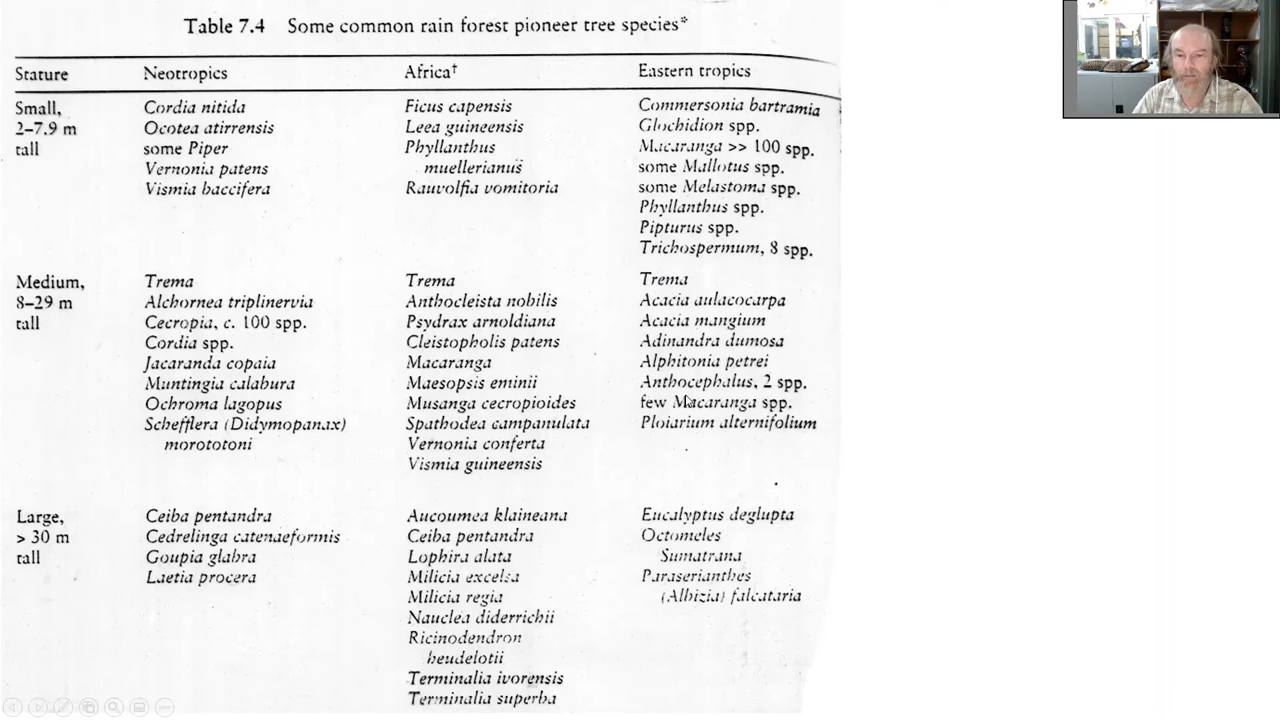 Table 7.4 Some common rain forest pioneer tree species*
Stature Neotropics Africa† Eastern tropics
Small, Cordia nitida Ficus capensis Commersonia bartramia
2–7.9 m Ocotea atirrensis Leea guineensis Glochidion spp.
tall some Piper Phyllanthus Macaranga >> 100 spp.
Vernonia patens muellerianus some Mallotus spp.
Vismia baccifera Rauvolfia vomitoria some Melastoma spp.
Phyllanthus spp.
Pipturus spp.
Trichospermum, 8 spp.
Medium, Trema Trema Trema
8–29 m Alchornea triplinervia Anthocleista nobilis Acacia aulacocarpa
tall Cecropia, c. 100 spp. Psydrax arnoldiana Acacia mangium
Cordia spp. Cleistopholis patens Adinandra dumosa
Jacaranda copaia Macaranga Alphitonia petrei
Muntingia calabura Maesopsis eminii Anthocephalus, 2 spp.
Ochroma lagopus Musanga cecropioides few Macaranga spp.
Schefflera (Didymopanax) Spathodea campanulata Ploiarium alternifolium
morototoni Vernonia conferta
Vismia guineensis
Large, Ceiba pentandra Aucoumea klaineana Eucalyptus deglupta
> 30 m Cedrelinga catenaeformis Ceiba pentandra Octomeles
tall Goupia glabra Lophira alata Sumatrana
Laetia procera Milicia excelsa Paraserianthes
Milicia regia (Albizia) falcataria
Nauclea diderrichii
Ricinodendron
heudelotii
Terminalia ivorensis
Terminalia superba